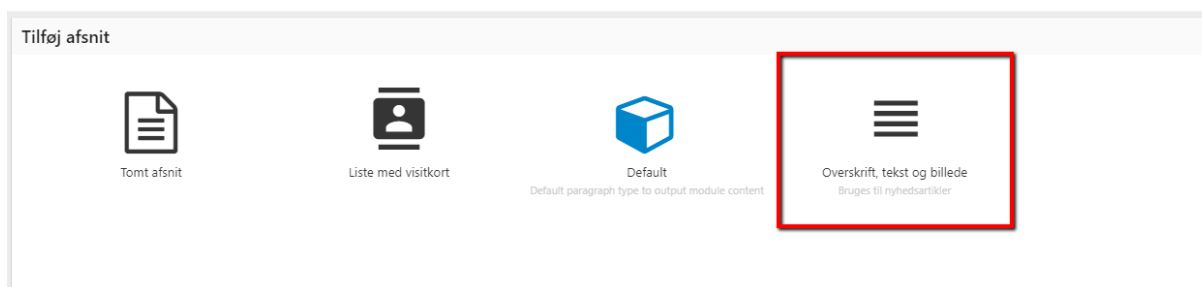 Tilføj afsnit
Tomt afsnit
Liste med visitkort
Default
Default paragraph type to output module content
Overskrift, tekst og billede
Bruges til nyhedsartikler